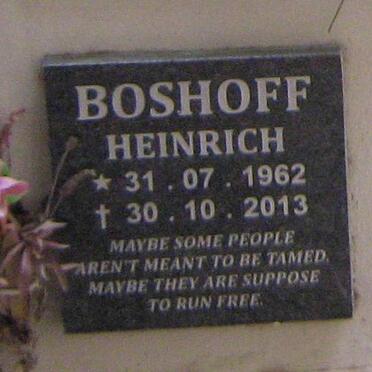 BOSHOFF
HEINRICH
★ 31 . 07 . 1962
† 30 . 10 . 2013
MAYBE SOME PEOPLE
AREN'T MEANT TO BE TAMED.
MAYBE THEY ARE SUPPOSE
TO RUN FREE.